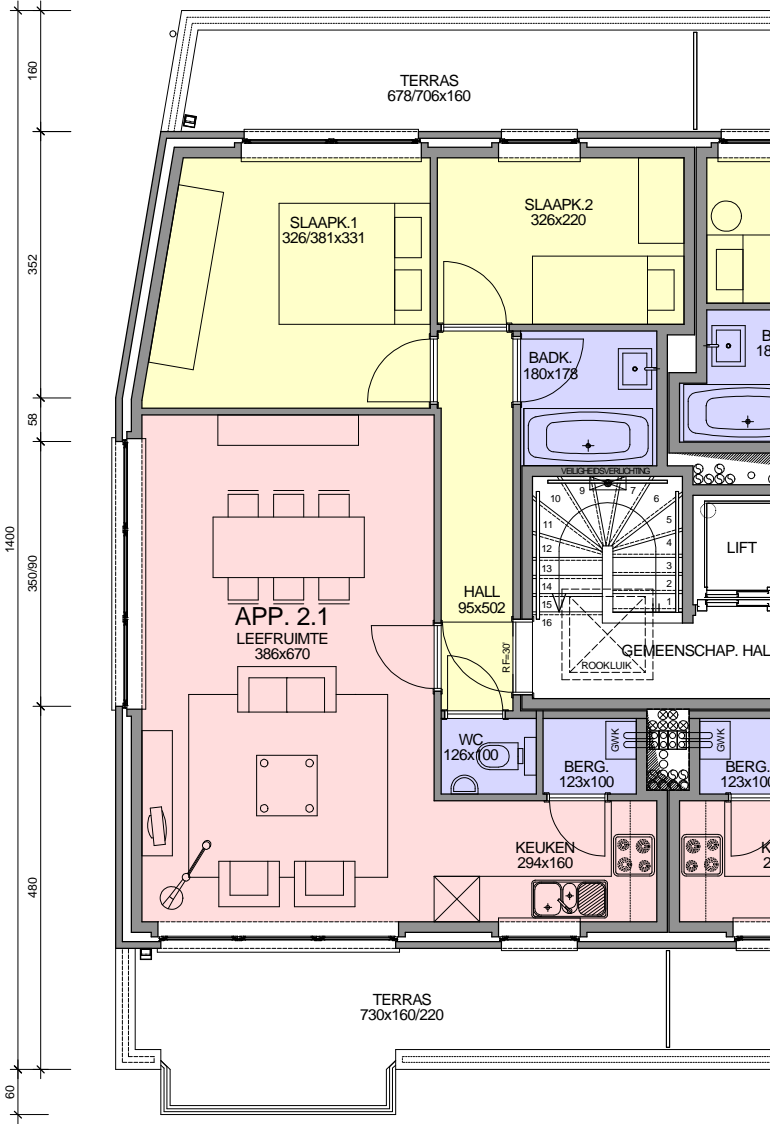 TERRAS
678/706x160
160
SLAAPK.1
326/381x331
SLAAPK.2
326x220
352
BADK.
180x178
B
18
58
VEILIGHEIDSVERLICHTING
10
9
7
6
11
5
12
4
13
3
14
2
15
1
16
LIFT
1400
350/90
HALL
95x502
APP. 2.1
LEEFRUIMTE
386x670
RF=30'
ROOKLUIK
GEMEENSCHAP. HAL
WC
126x100
GWK
GWK
BERG.
123x100
BERG.
123x100
KEUKEN
294x160
K
2
480
TERRAS
730x160/220
60